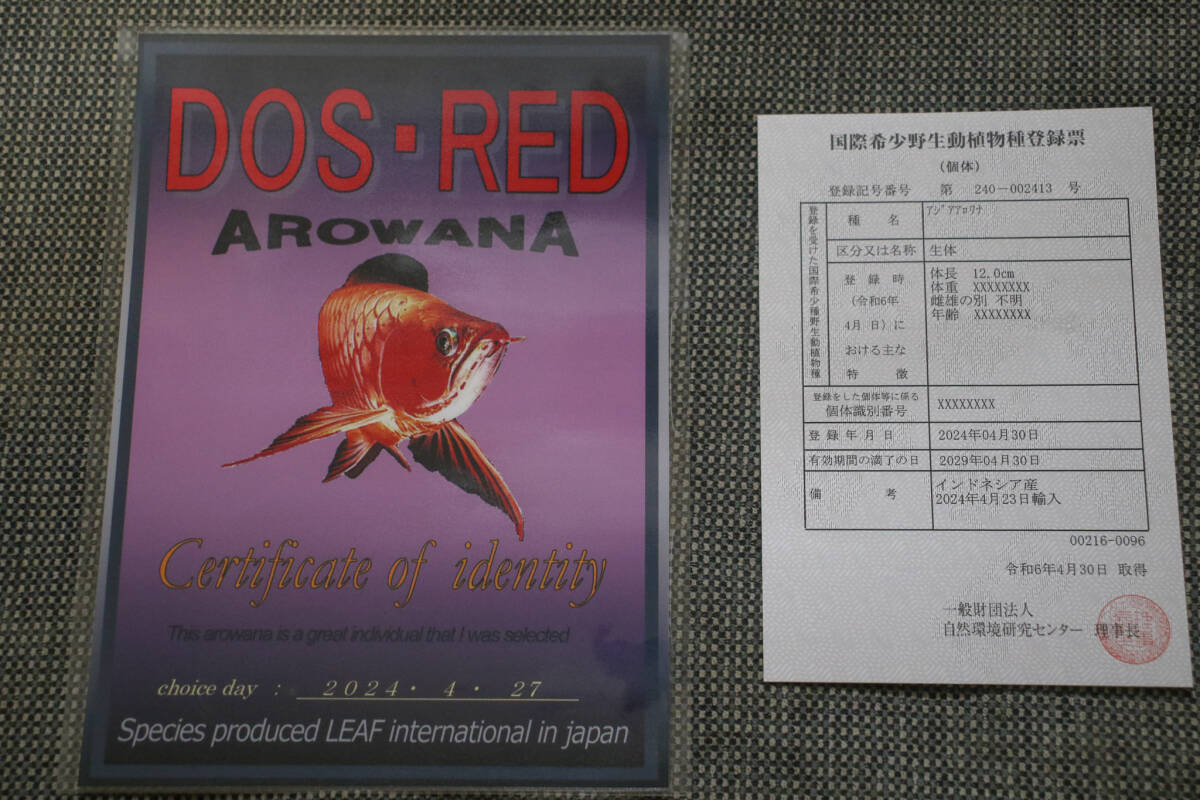 DOS・RED
AROWANA
Certificate of identity
This arowana is a great individual that I was selected
choice day : 2024・ 4・ 27
Species produced LEAF international in japan
国際希少野生動植物種登録票
(個体)
登録記号番号 第 240-002413 号
登録を受けた国際希少種野生動植物種
種 名 ｱｼﾞｱｱﾛﾜﾅ
区分又は名称 生体
登 録 時
(令和6年
4月 日)に
おける主な
特 徴
体長 12.0cm
体重 XXXXXXXX
雌雄の別 不明
年齢 XXXXXXXX
登録をした個体等に係る
個体識別番号 XXXXXXXX
登 録 年 月 日 2024年04月30日
有効期間の満了の日 2029年04月30日
備 考 インドネシア産
2024年4月23日輸入
00216-0096
令和6年4月30日 取得
一般財団法人
自然環境研究センター 理事長